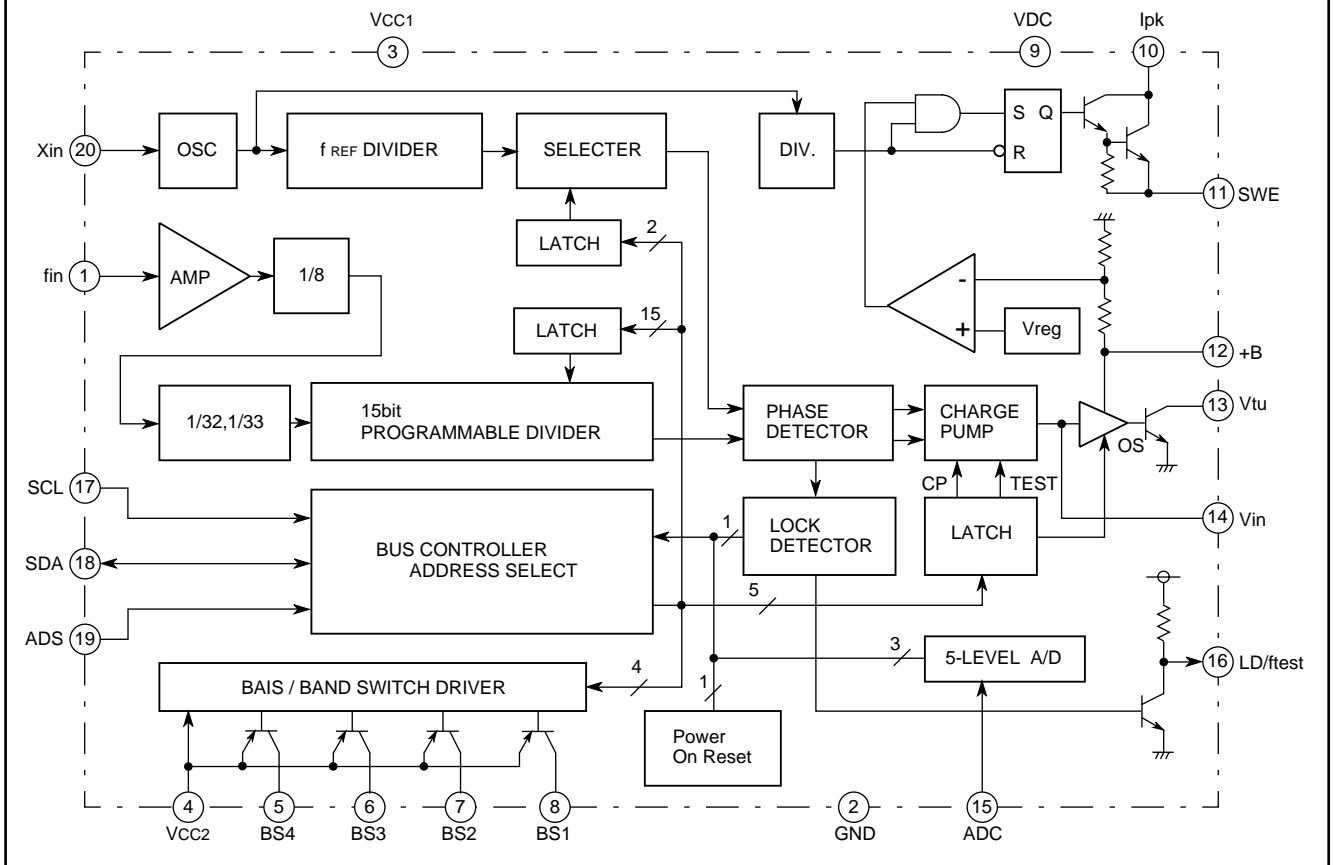 VCC1
VDC
Ipk
3
9
10
Xin 20
OSC
f REF DIVIDER
SELECTER
DIV.
S Q
R
11 SWE
LATCH
2
fin 1
AMP
1/8
LATCH
15
-
+
Vreg
12 +B
1/32,1/33
15bit
PROGRAMMABLE DIVIDER
PHASE
DETECTOR
CHARGE
PUMP
OS
13 Vtu
CP
TEST
SCL 17
SDA 18
ADS 19
BUS CONTROLLER
ADDRESS SELECT
1
LOCK
DETECTOR
LATCH
14 Vin
5
3
5-LEVEL A/D
16 LD/ftest
BAIS / BAND SWITCH DRIVER
4
1
Power
On Reset
4
5
6
7
8
2
15
VCC2
BS4
BS3
BS2
BS1
GND
ADC